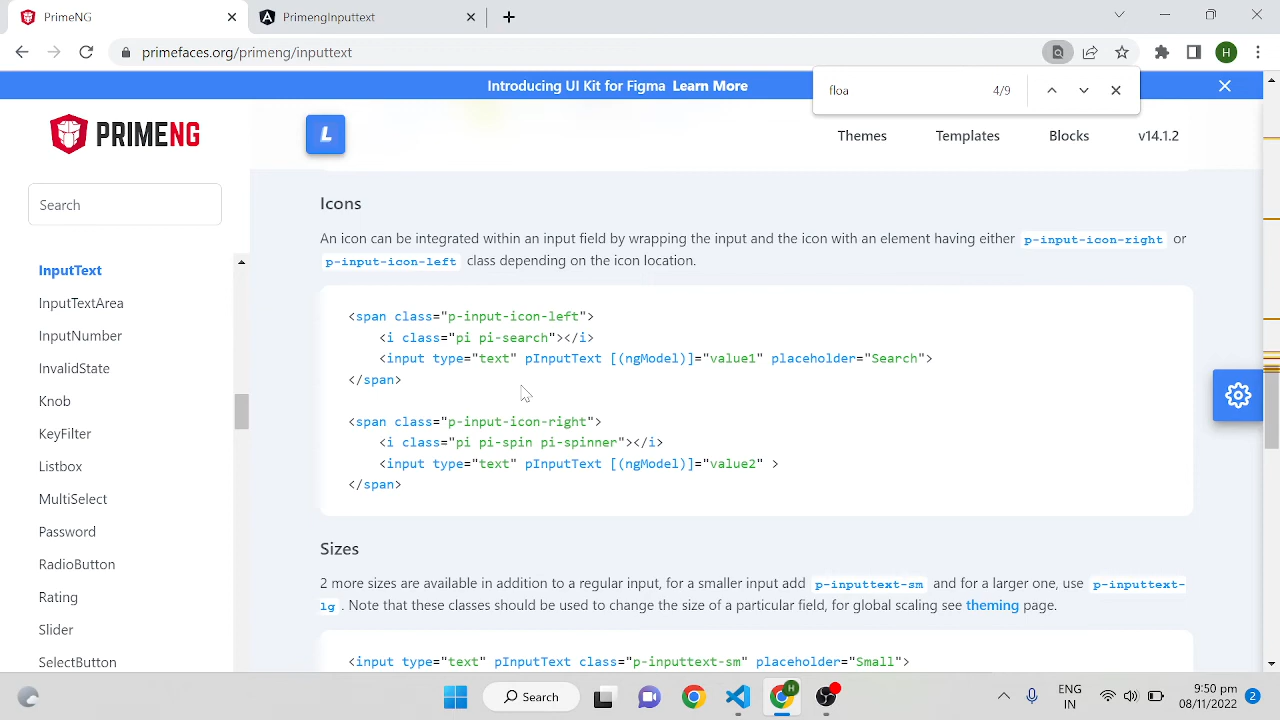 PrimeNG
PrimengInputtext
primefaces.org/primeng/inputtext
H
Introducing UI Kit for Figma Learn More
floa 4/9
PRIMENG
L
Themes Templates Blocks v14.1.2
Search
InputText
InputTextArea
InputNumber
InvalidState
Knob
KeyFilter
Listbox
MultiSelect
Password
RadioButton
Rating
Slider
SelectButton
Icons
An icon can be integrated within an input field by wrapping the input and the icon with an element having either p-input-icon-right or
p-input-icon-left class depending on the icon location.
<span class="p-input-icon-left">
<i class="pi pi-search"></i>
<input type="text" pInputText [(ngModel)]="value1" placeholder="Search">
</span>
<span class="p-input-icon-right">
<i class="pi pi-spin pi-spinner"></i>
<input type="text" pInputText [(ngModel)]="value2" >
</span>
Sizes
2 more sizes are available in addition to a regular input, for a smaller input add p-inputtext-sm and for a larger one, use p-inputtext-
lg . Note that these classes should be used to change the size of a particular field, for global scaling see theming page.
<input type="text" pInputText class="p-inputtext-sm" placeholder="Small">
Search
H
ENG
IN
9:50 pm
08/11/2022
2